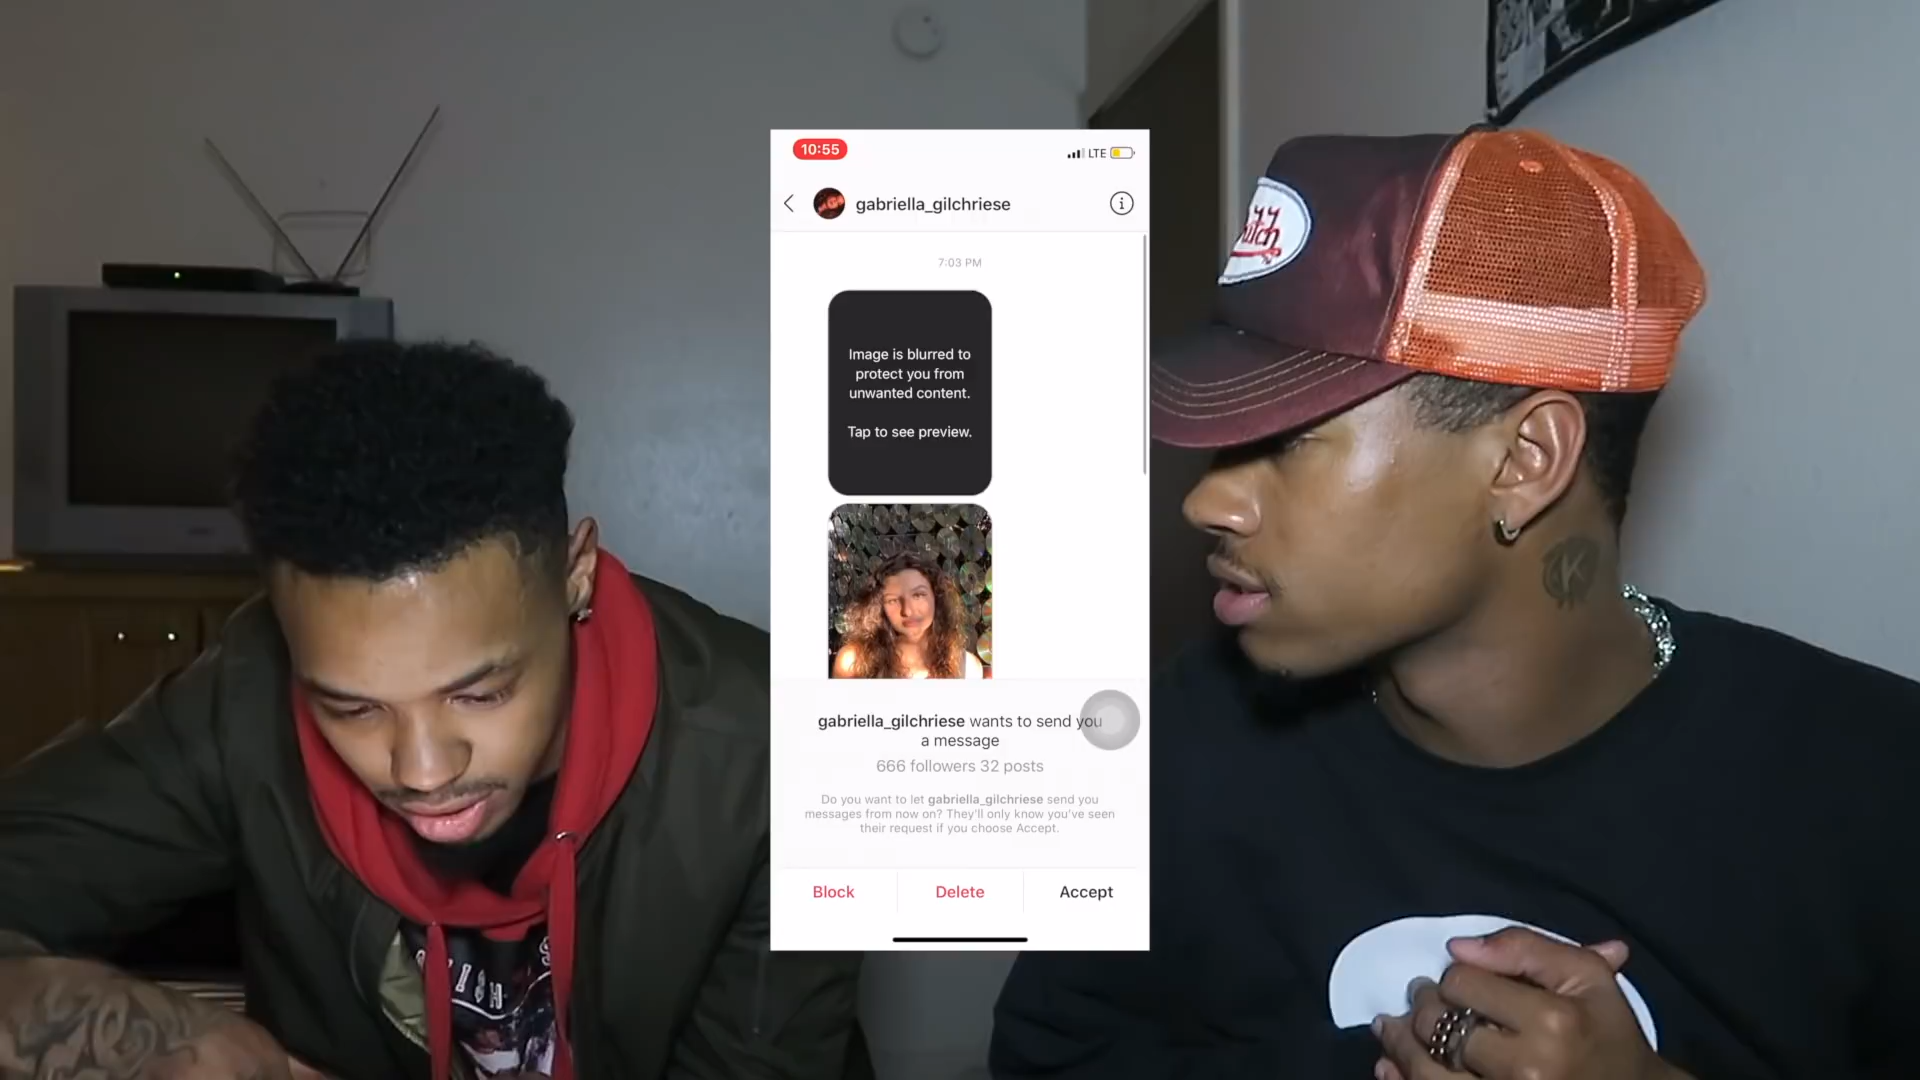 10:55
LTE
gabriella_gilchriese
7:03 PM
Image is blurred to
protect you from
unwanted content.
Tap to see preview.
gabriella_gilchriese wants to send you
a message
666 followers 32 posts
Do you want to let gabriella_gilchriese send you
messages from now on? They'll only know you've seen
their request if you choose Accept.
Block
Delete
Accept
K